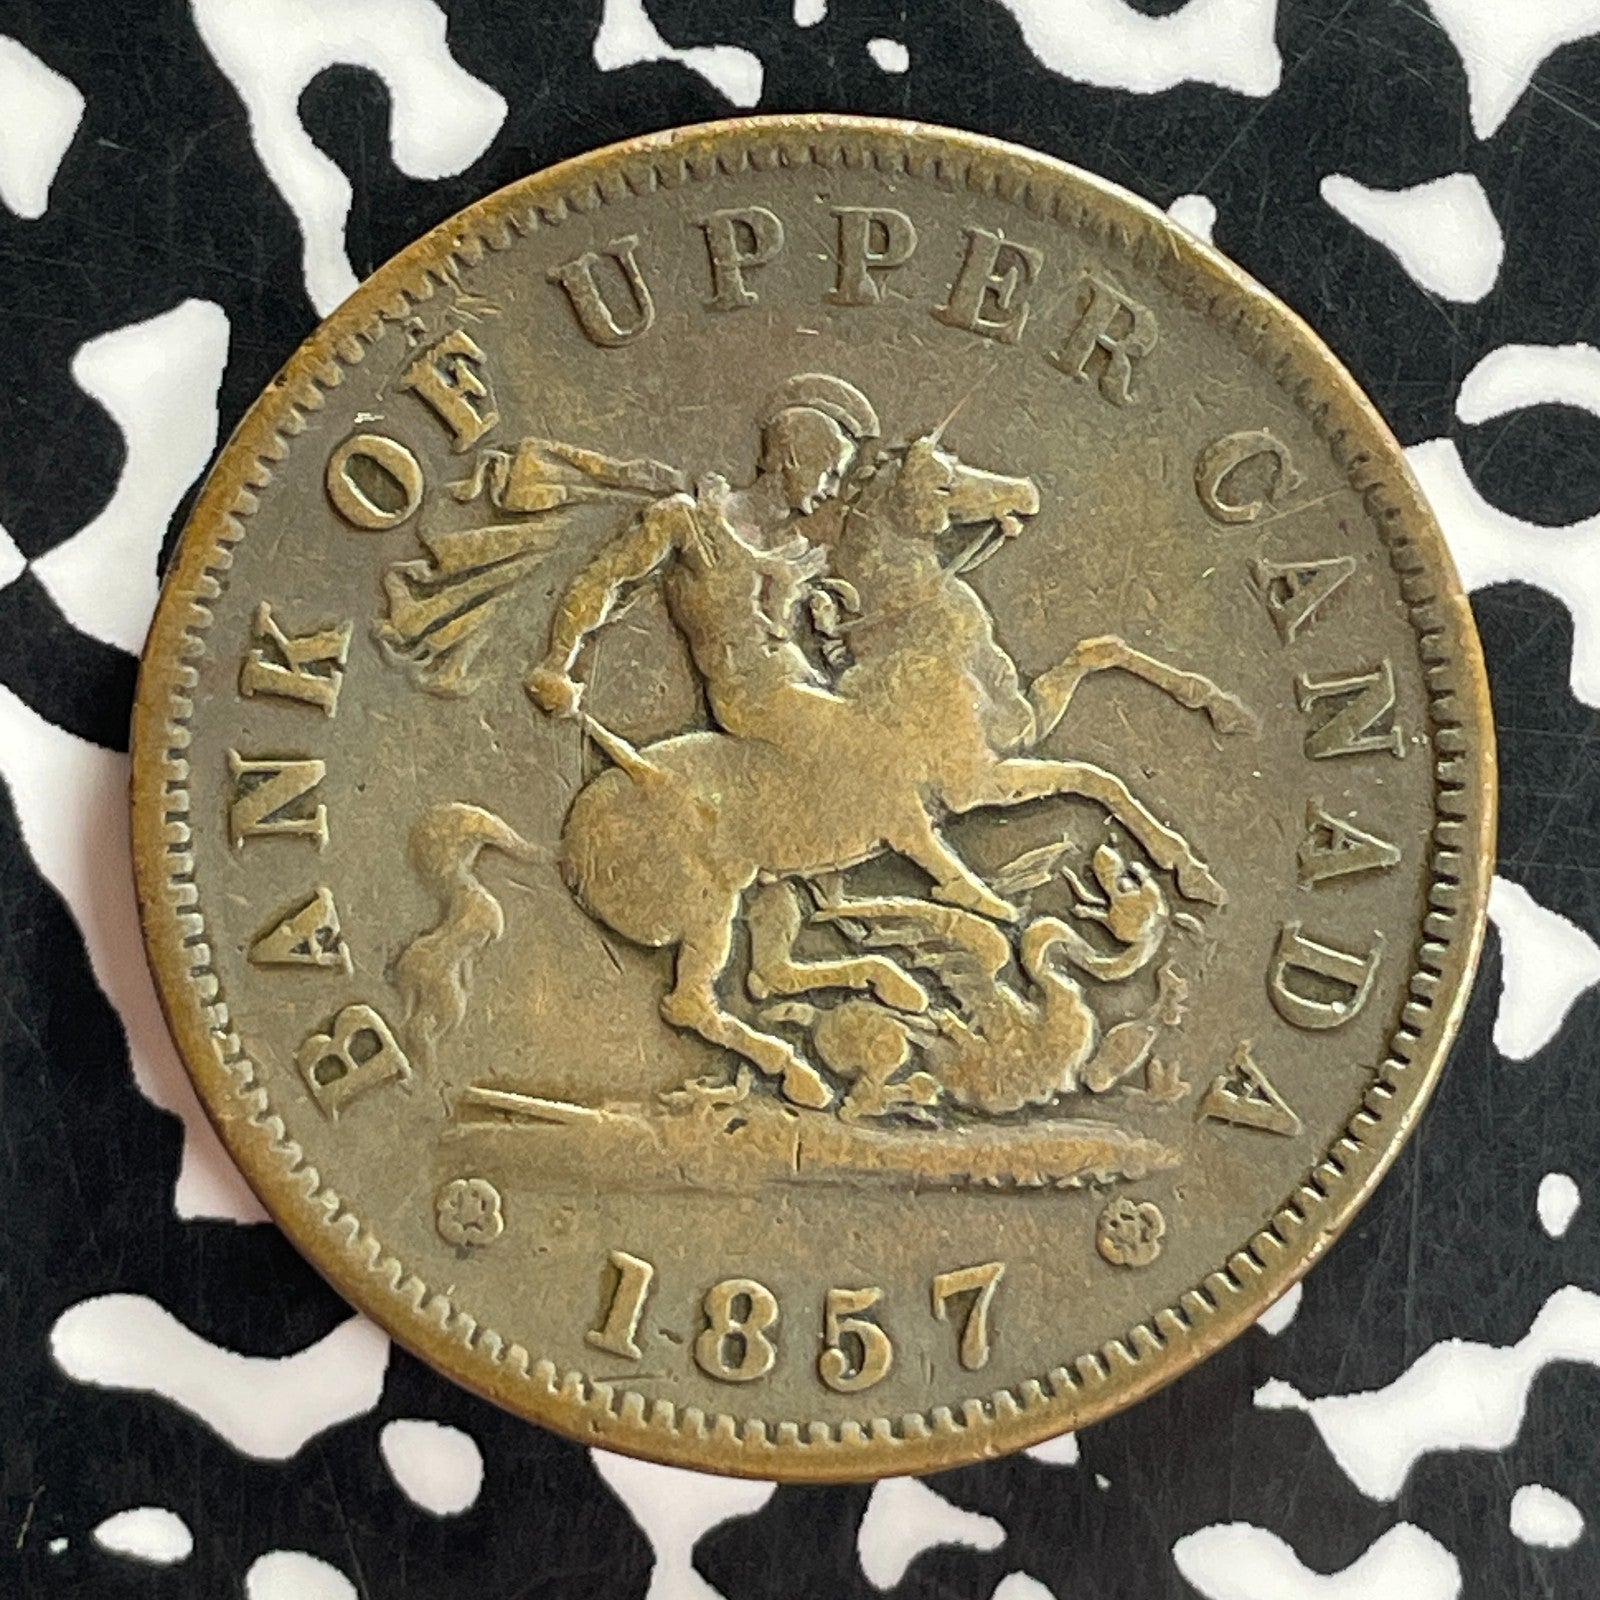 BANK OF UPPER CANADA
1857